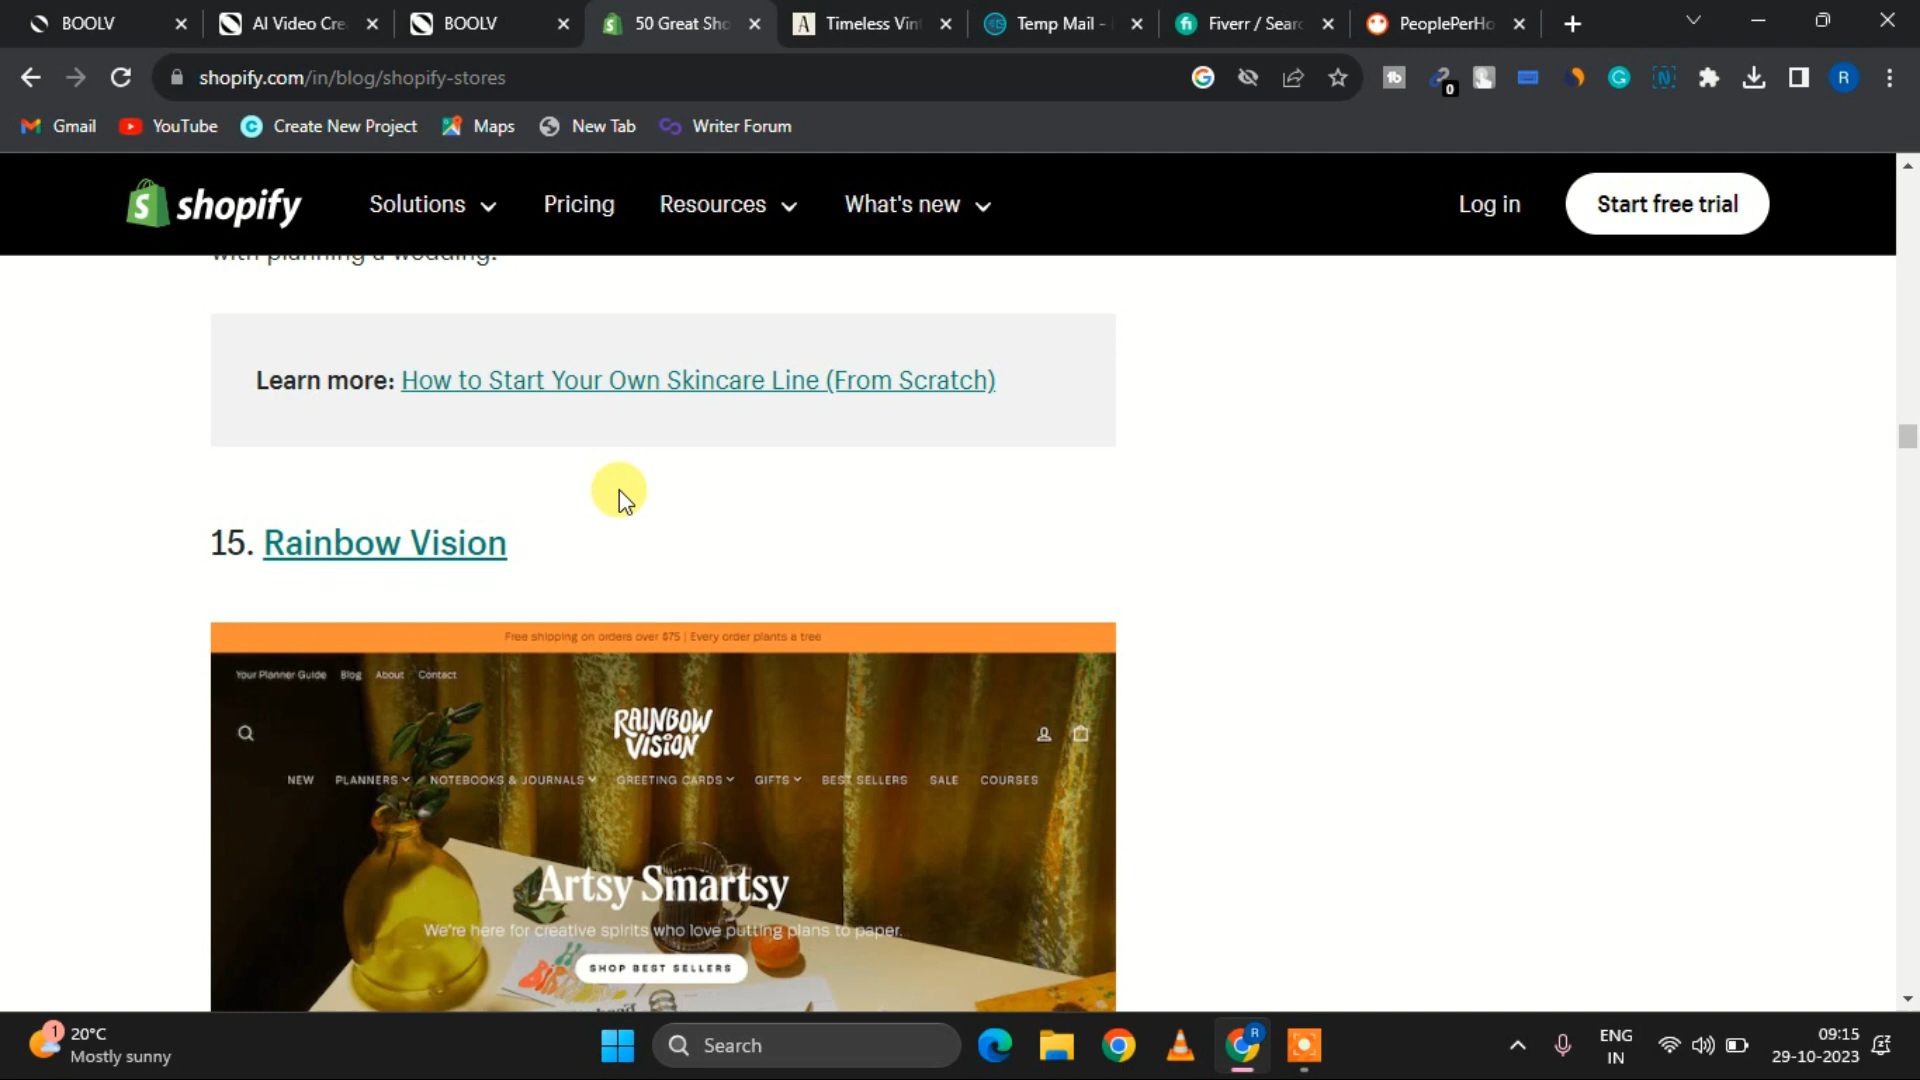 BOOLV
AI Video Cre
BOOLV
50 Great Sho
Timeless Vin
Temp Mail -
Fiverr / Searc
PeoplePerHo
shopify.com/in/blog/shopify-stores
0
R
Gmail
YouTube
Create New Project
Maps
New Tab
Writer Forum
shopify
Solutions
Pricing
Resources
What's new
Log in
Start free trial
with planning a wedding.
Learn more: How to Start Your Own Skincare Line (From Scratch)
15. Rainbow Vision
Free shipping on orders over $75 | Every order plants a tree
Your Planner Guide Blog About Contact
RAINBOW
VISION
NEW PLANNERS NOTEBOOKS & JOURNALS GREETING CARDS GIFTS BEST SELLERS SALE COURSES
Artsy Smartsy
We're here for creative spirits who love putting plans to paper.
SHOP BEST SELLERS
1
20°C
Mostly sunny
Search
R
ENG
IN
09:15
29-10-2023